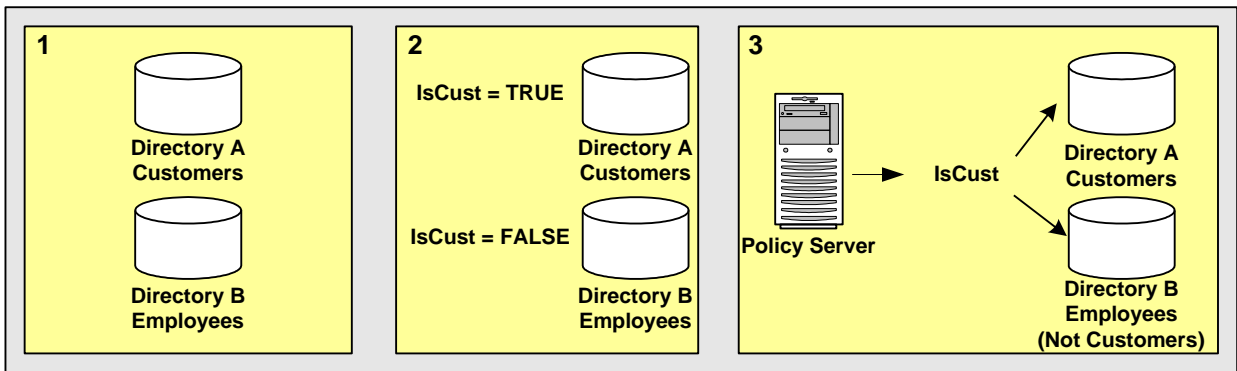 1
Directory A
Customers
Directory B
Employees
2
IsCust = TRUE
Directory A
Customers
IsCust = FALSE
Directory B
Employees
3
Policy Server
IsCust
Directory A
Customers
Directory B
Employees
(Not Customers)